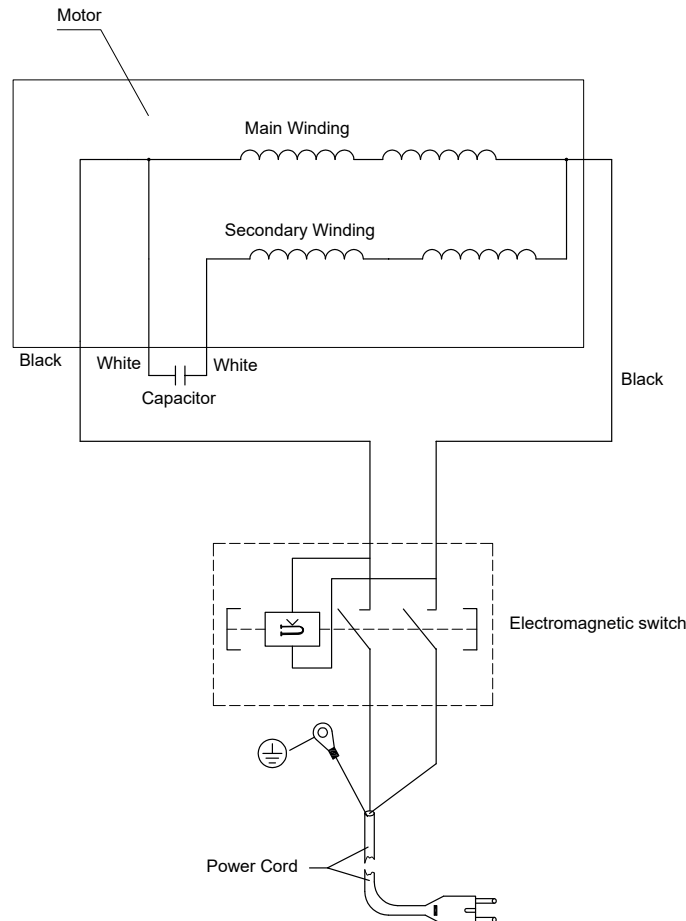 Motor
Main Winding
Secondary Winding
Black
White
White
Capacitor
Black
U<
Electromagnetic switch
Power Cord